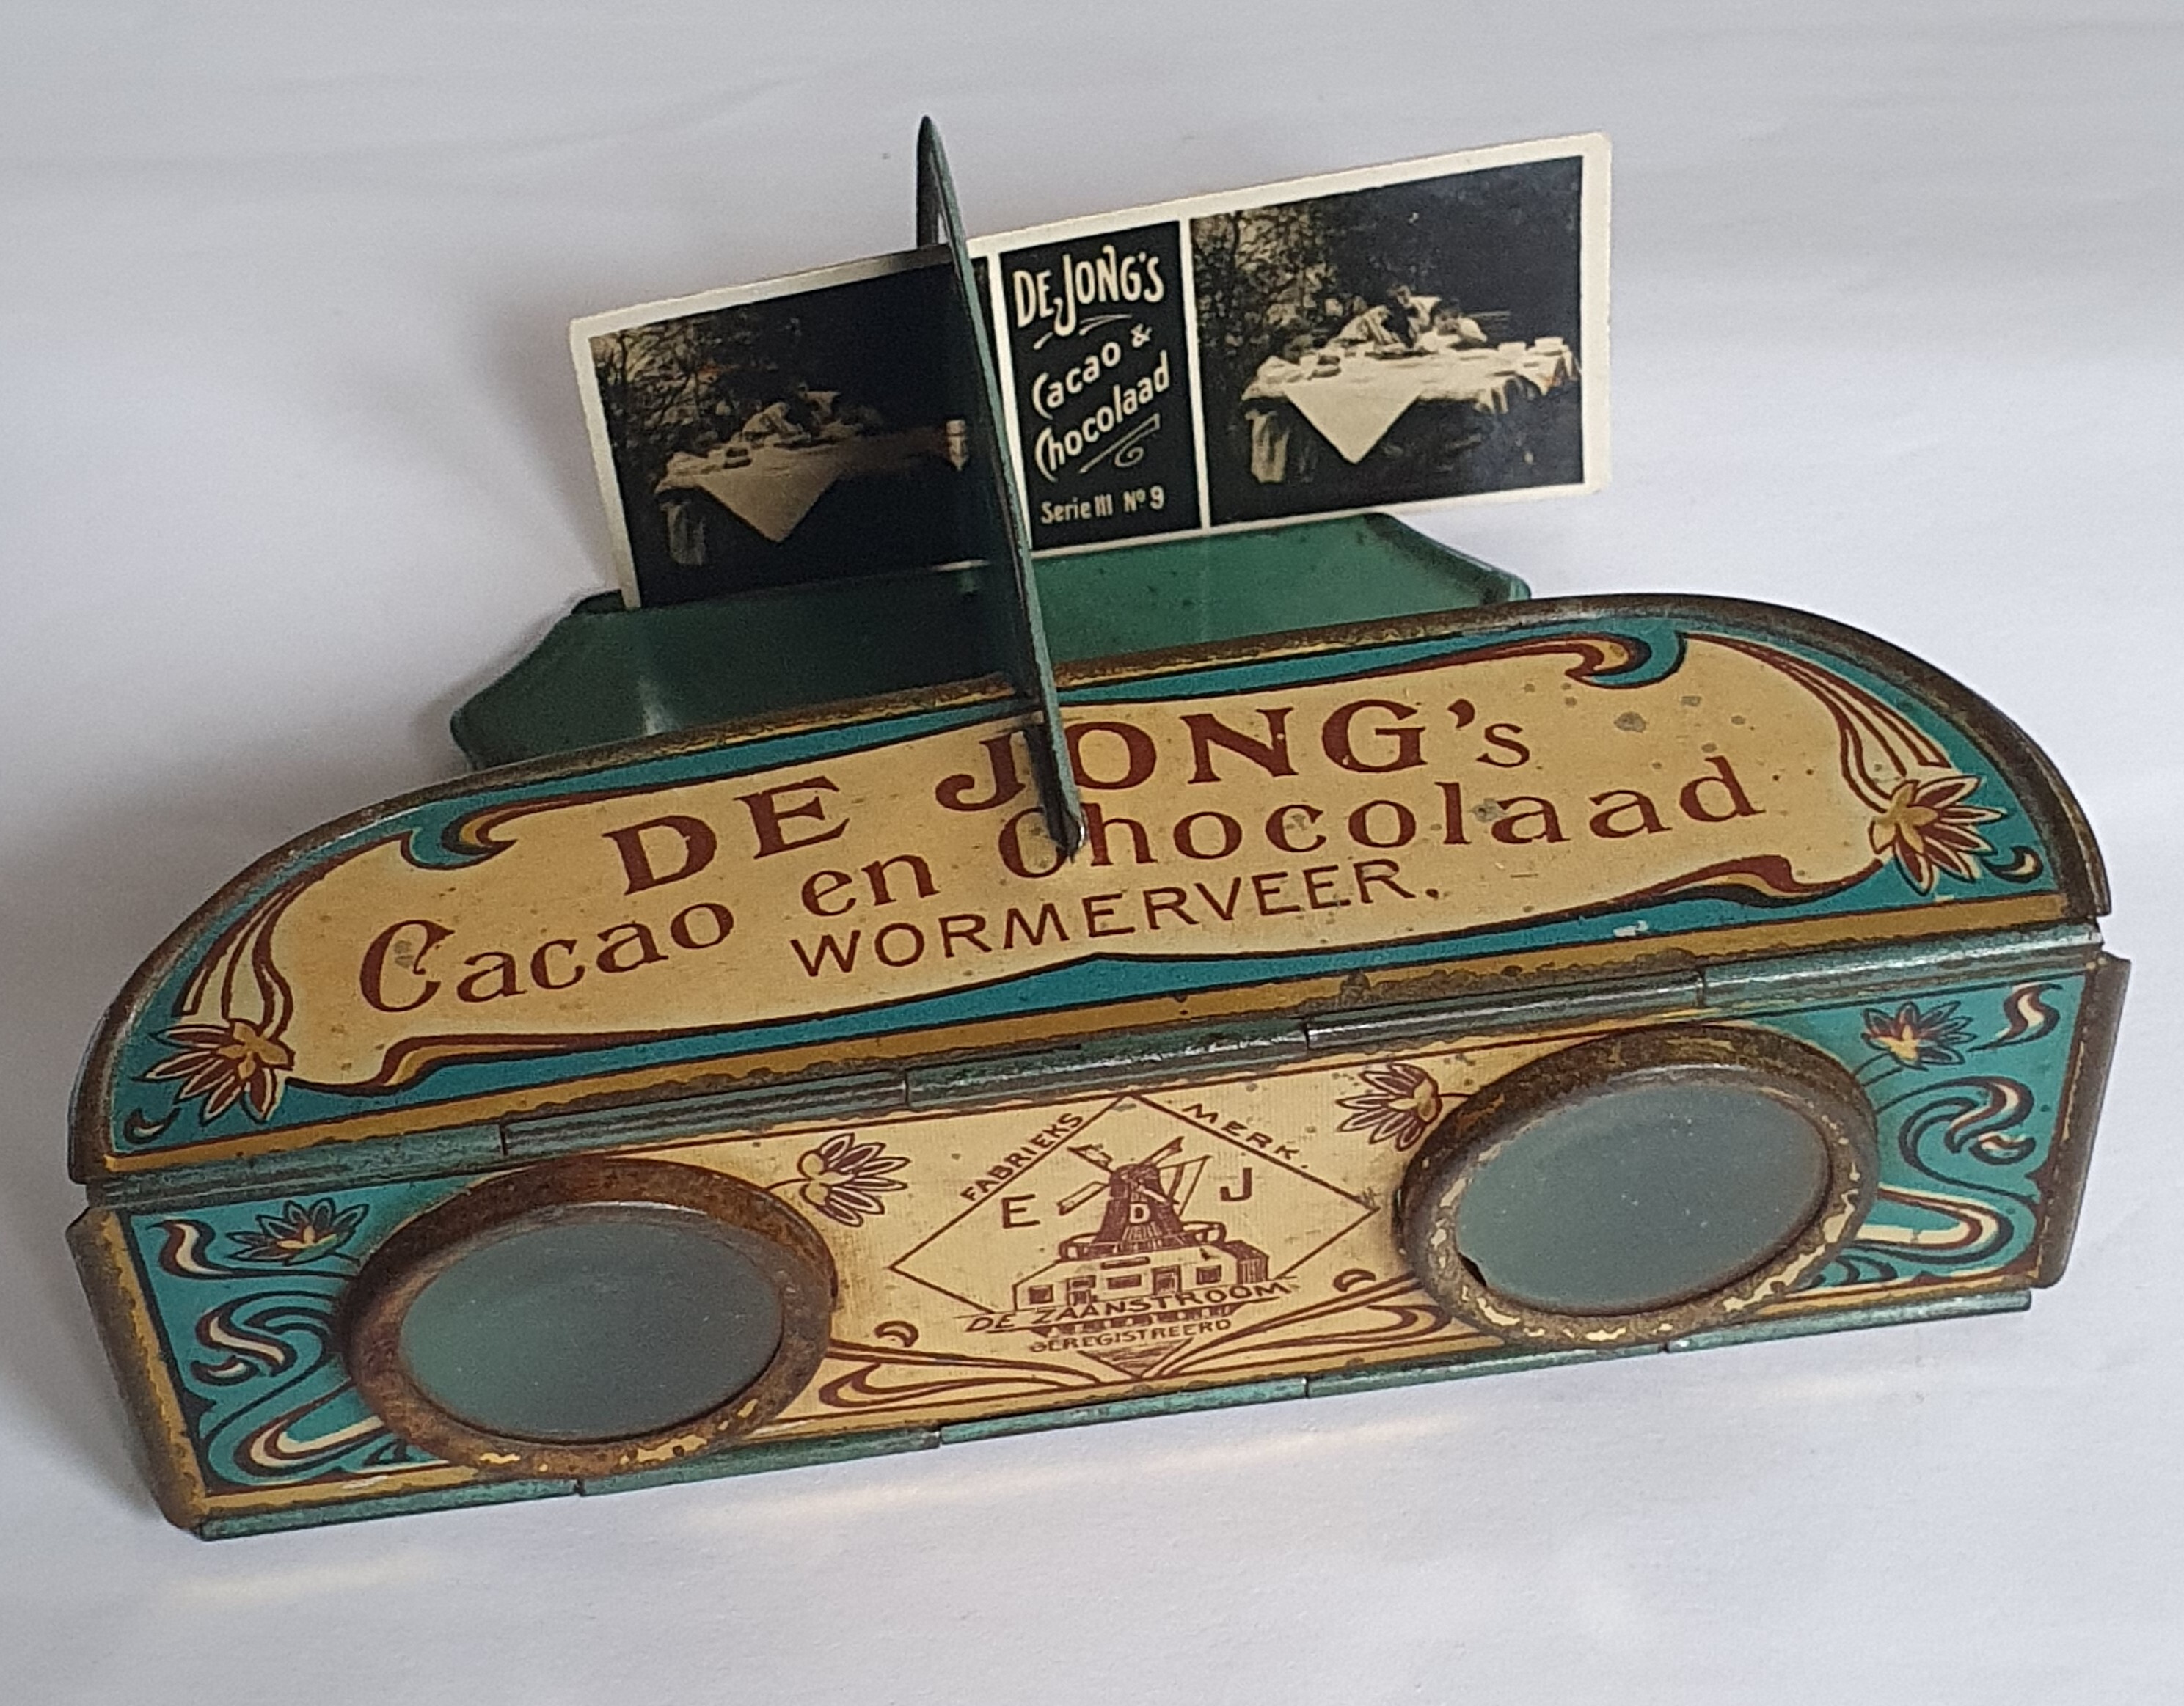 DE JONG'S
Cacao &
Chocolaad
Serie III Nº 9
DE JONG's
Cacao en Chocolaad
WORMERVEER.
FABRIEKS MERK.
E D J
DE ZAANSTROOM
GEREGISTREERD